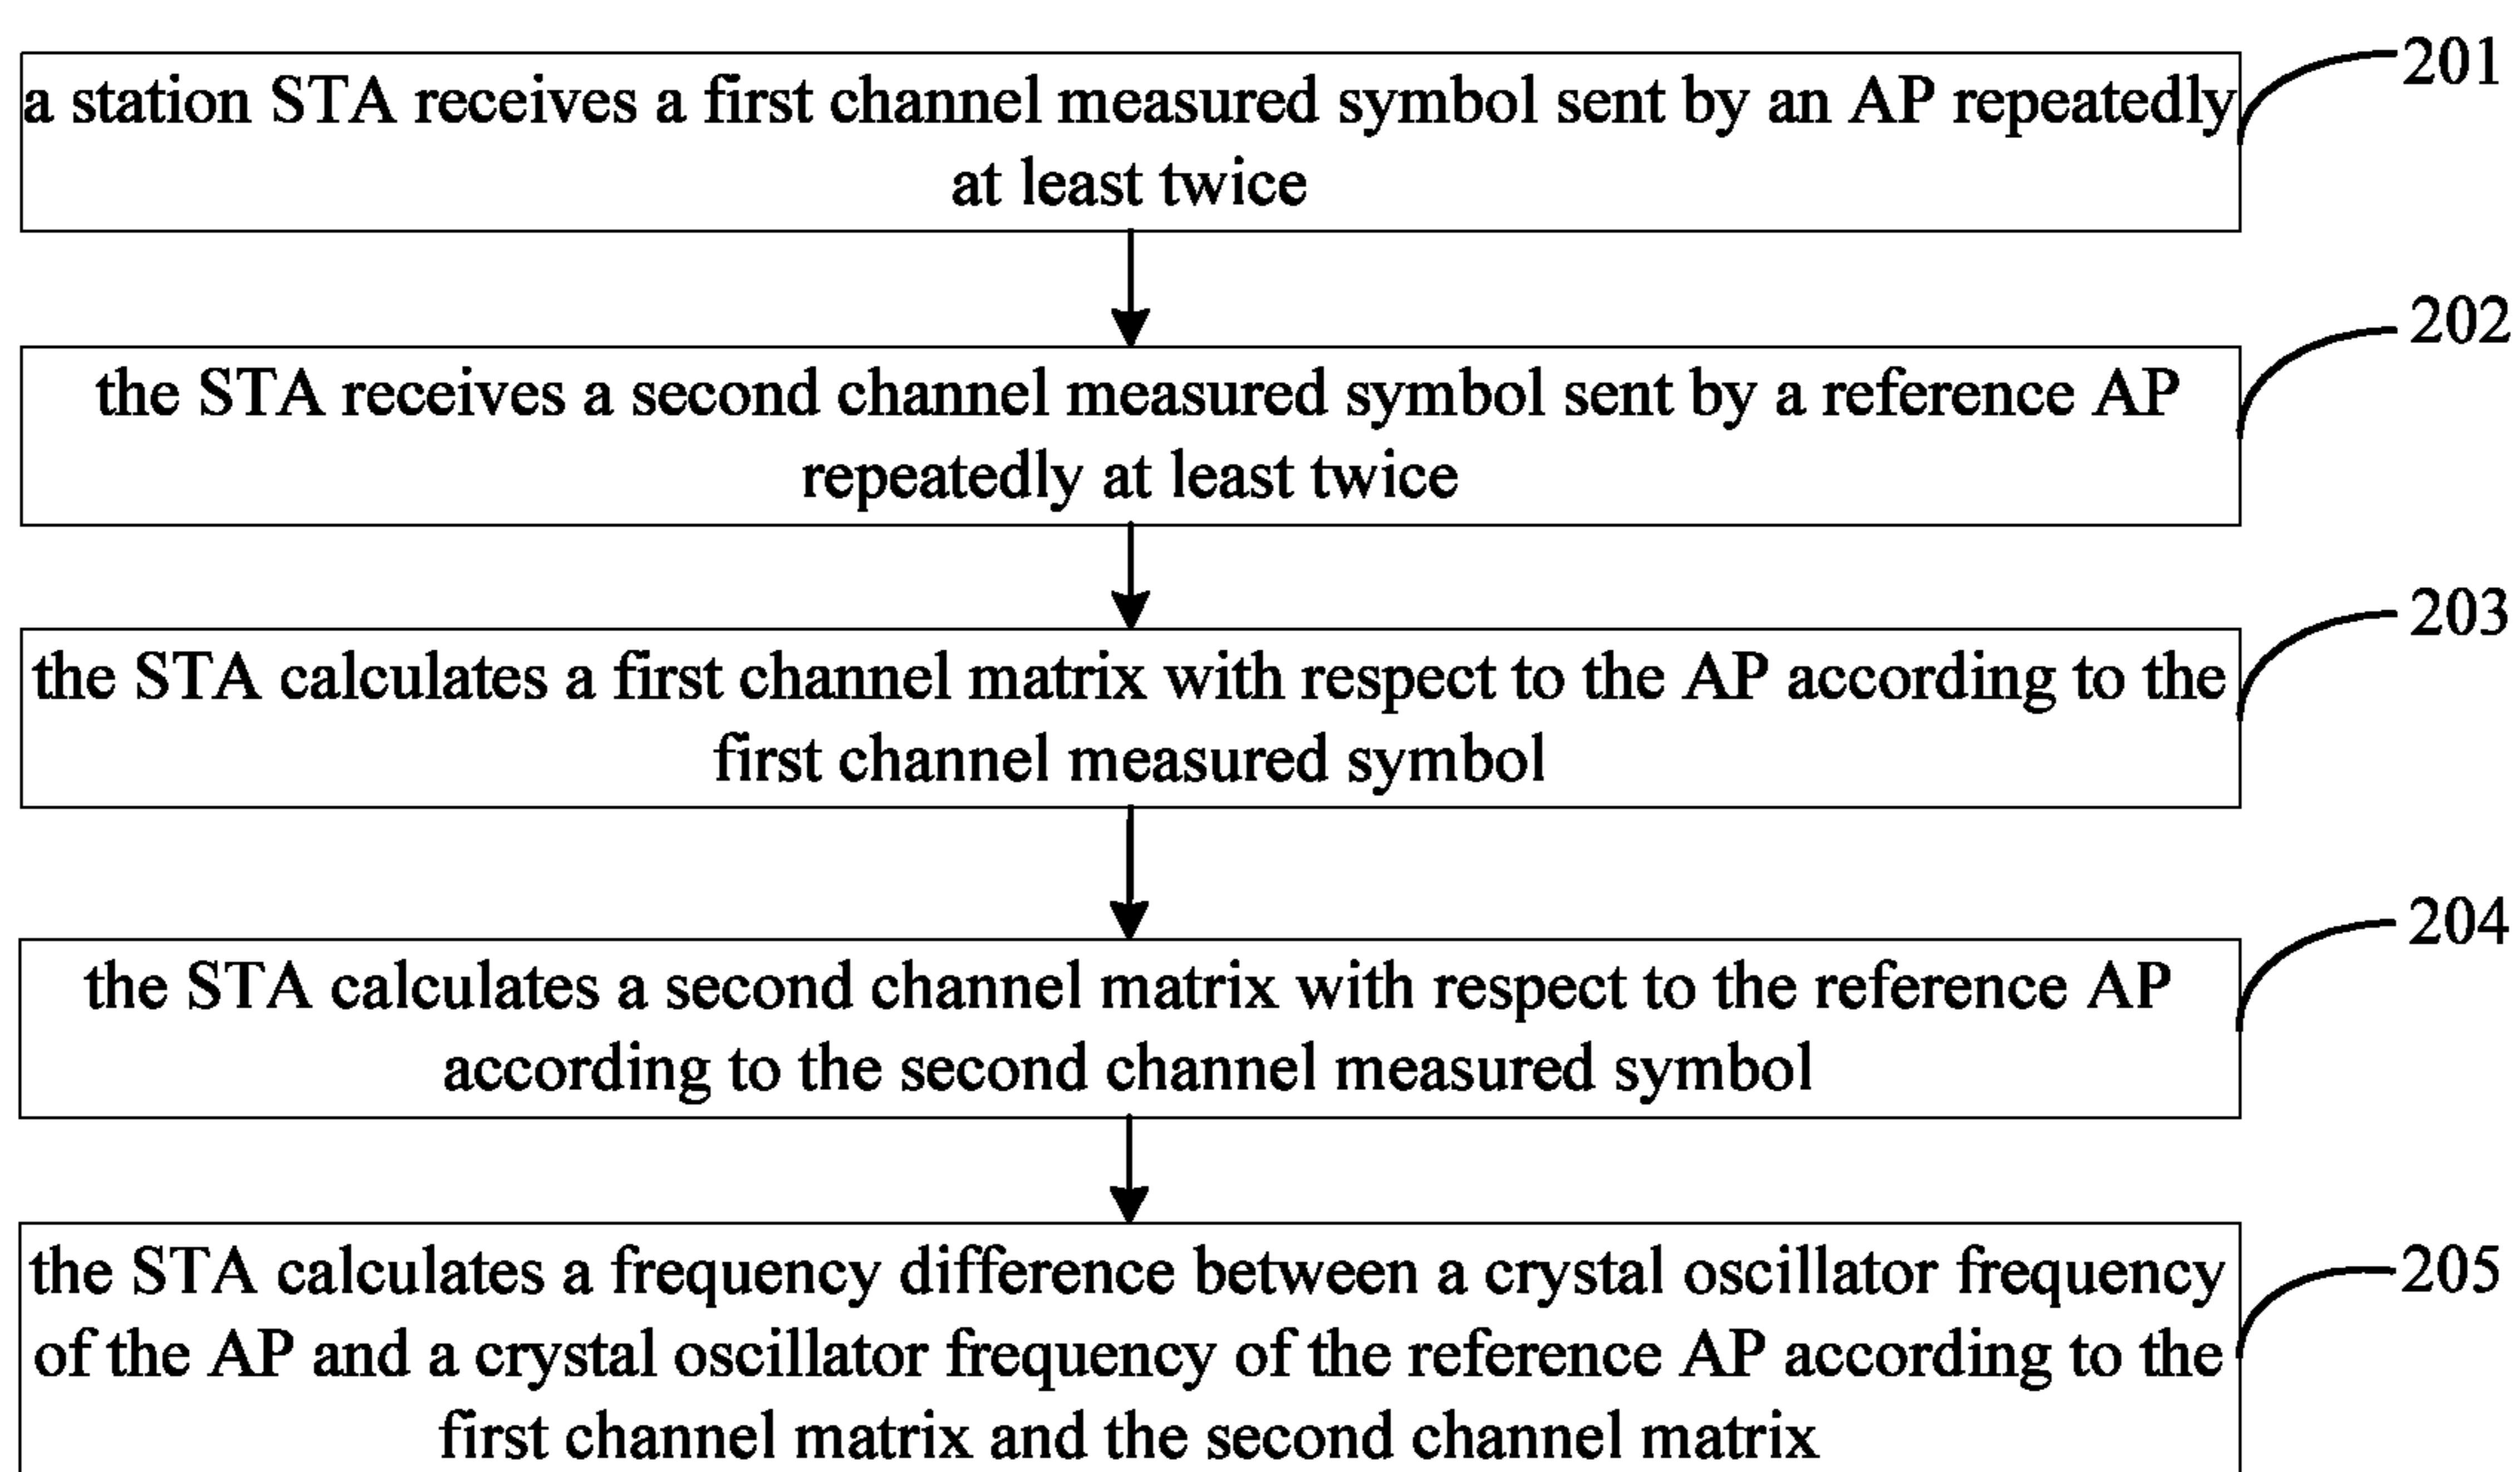 a station STA receives a first channel measured symbol sent by an AP repeatedly
at least twice
201
the STA receives a second channel measured symbol sent by a reference AP
repeatedly at least twice
202
the STA calculates a first channel matrix with respect to the AP according to the
first channel measured symbol
203
the STA calculates a second channel matrix with respect to the reference AP
according to the second channel measured symbol
204
the STA calculates a frequency difference between a crystal oscillator frequency
of the AP and a crystal oscillator frequency of the reference AP according to the
first channel matrix and the second channel matrix
205